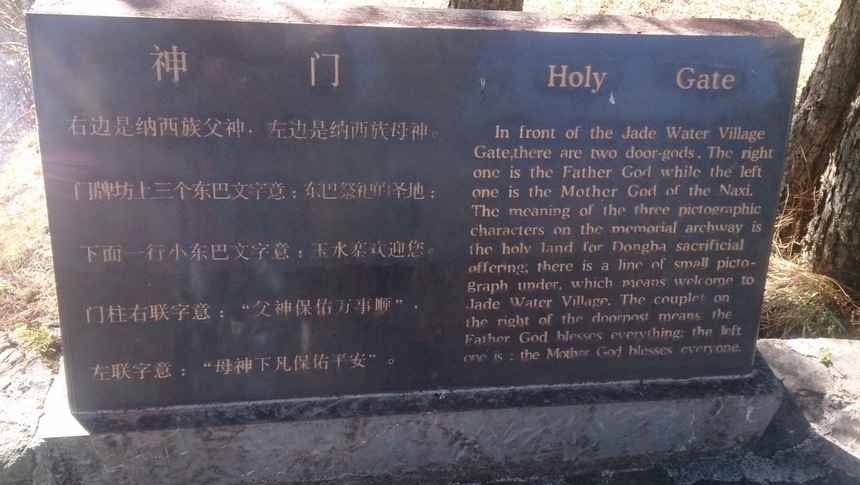 神 门
右边是纳西族父神，左边是纳西族母神。
门牌坊上三个东巴文字意：东巴祭祀的圣地；
下面一行小东巴文字意：玉水寨欢迎您。
门柱右联字意：“父神保佑万事顺”，
左联字意：“母神下凡保佑平安”。
Holy Gate
In front of the Jade Water Village
Gate,there are two door-gods. The right
one is the Father God while the left
one is the Mother God of the Naxi.
The meaning of the three pictographic
characters on the memorial archway is
the holy land for Dongba sacrificial
offering; there is a line of small picto-
graph under, which means welcome to
Jade Water Village. The couplet on
the right of the doorpost means: the
Father God blesses everything; the left
one is : the Mother God blesses everyone.